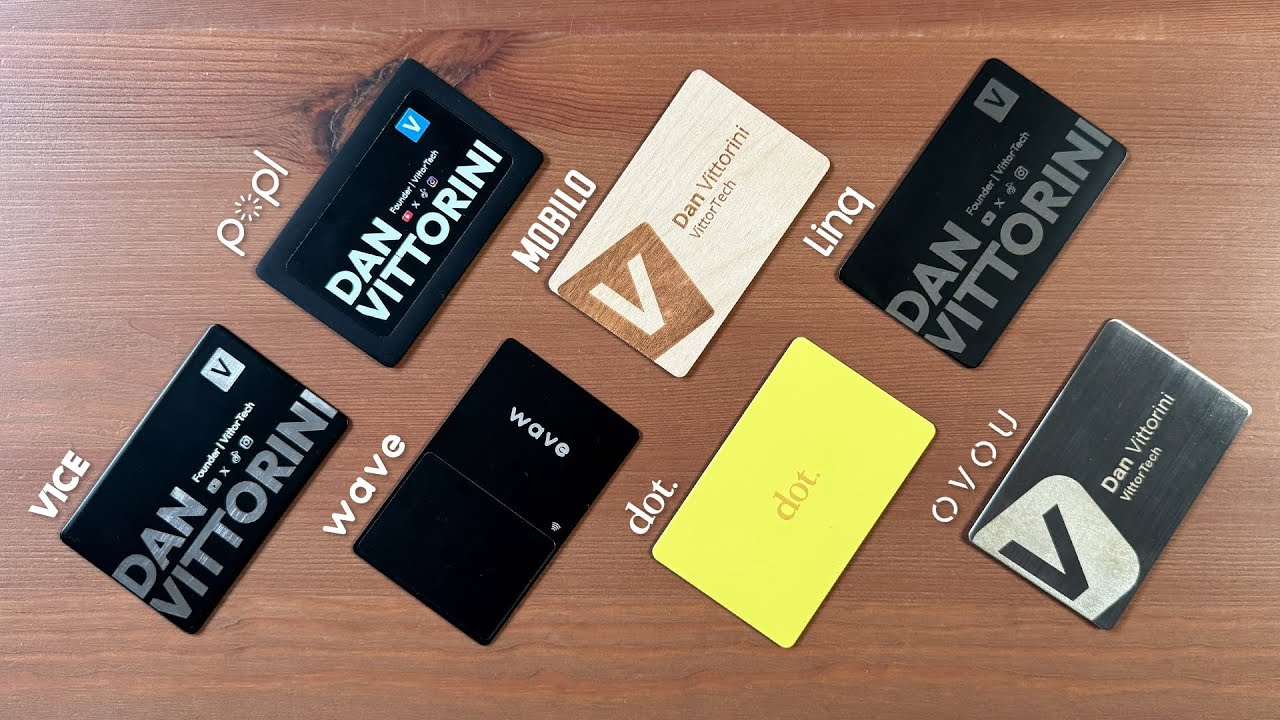 popl
V
DAN
VITTORINI
Founder | VittorTech
MOBILO
Dan Vittorini
VittorTech
V
Linq
V
DAN
VITTORINI
Founder | VittorTech
V1CE
V
DAN
VITTORINI
Founder | VittorTech
wave
wave
dot.
dot.
OVOU
Dan Vittorini
VittorTech
V